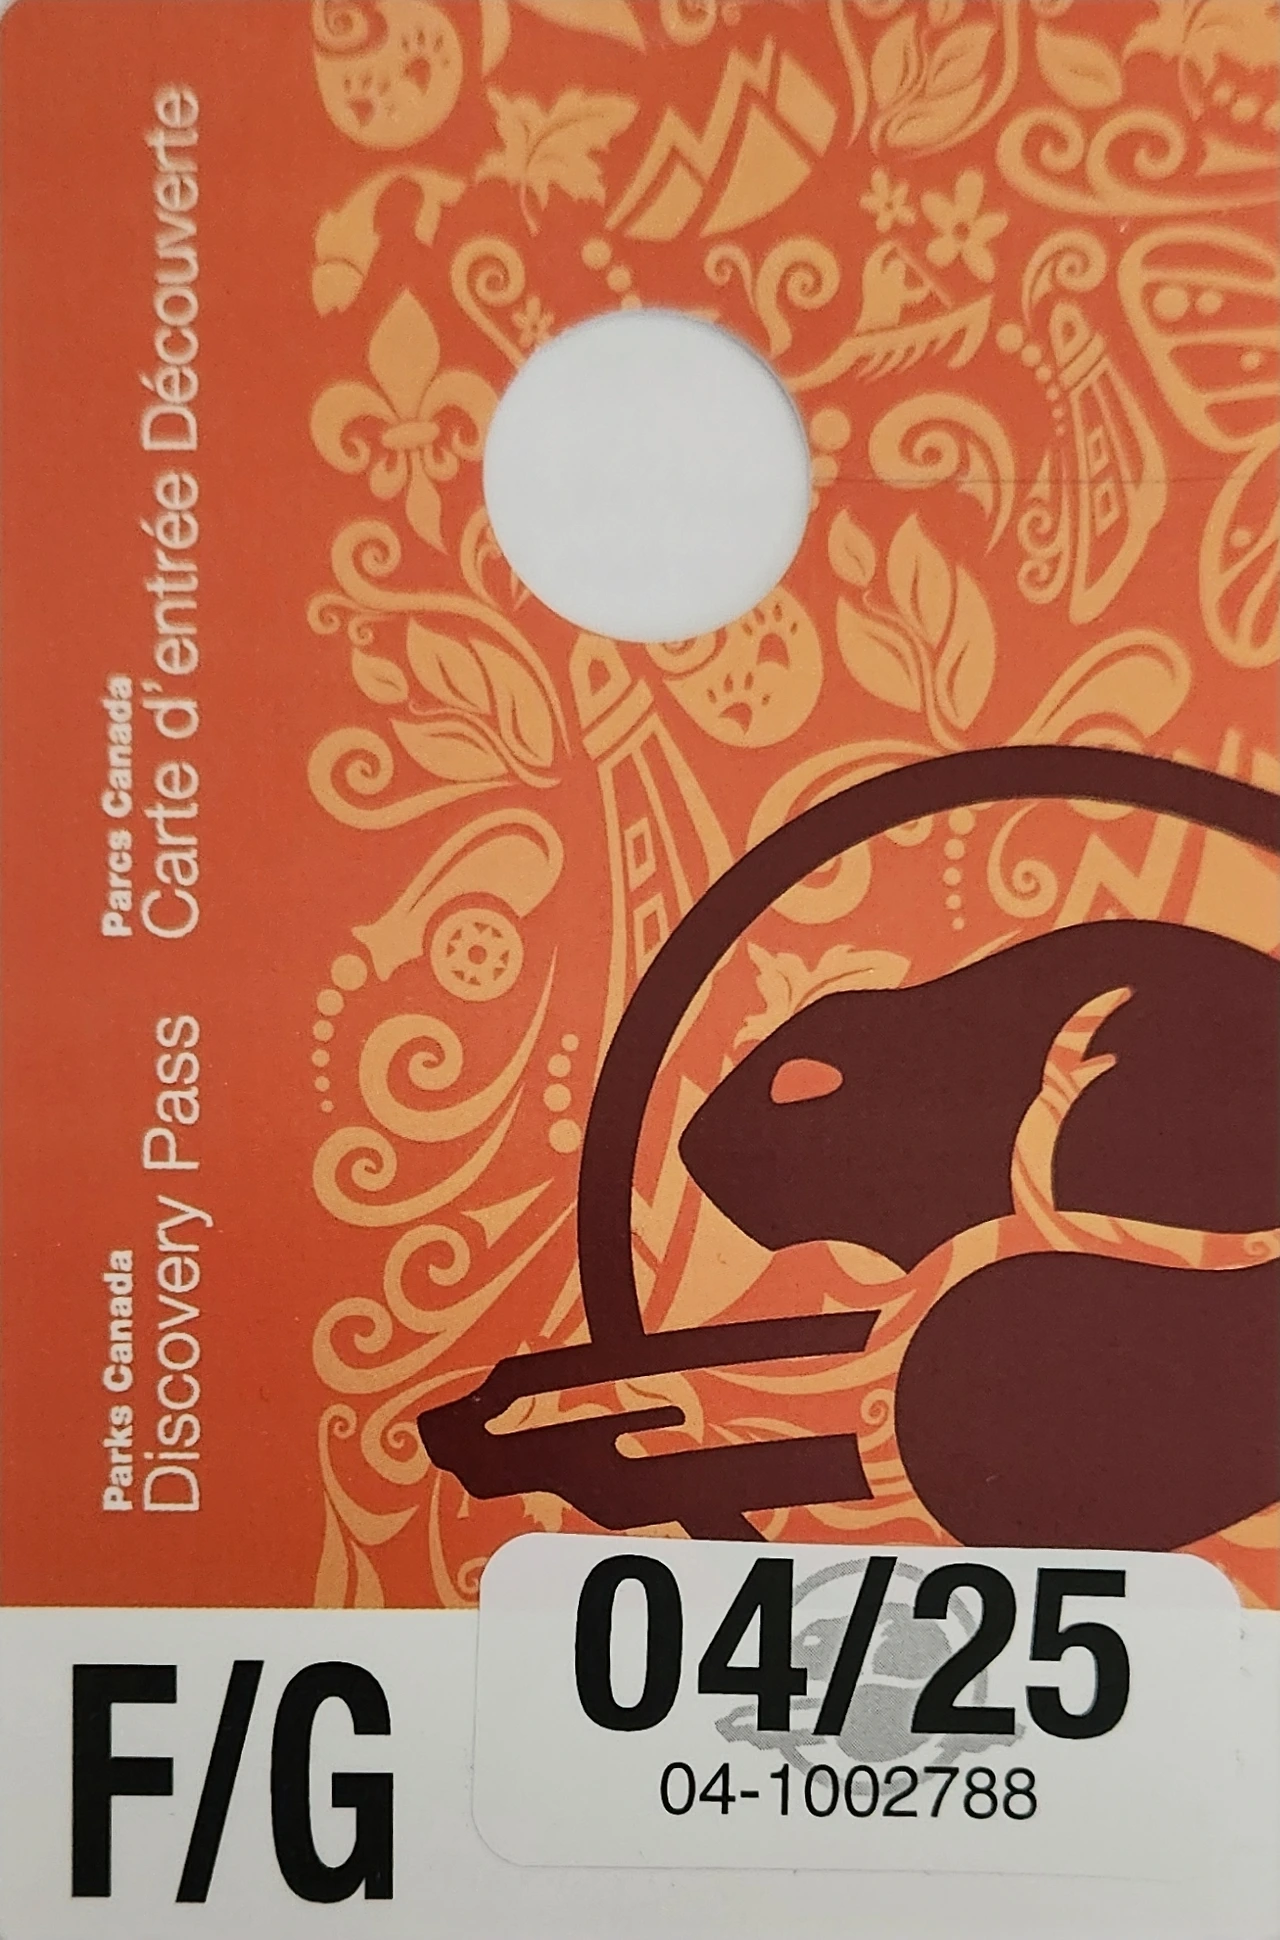 Parks Canada
Discovery Pass
Parcs Canada
Carte d'entrée Découverte
F/G
04/25
04-1002788